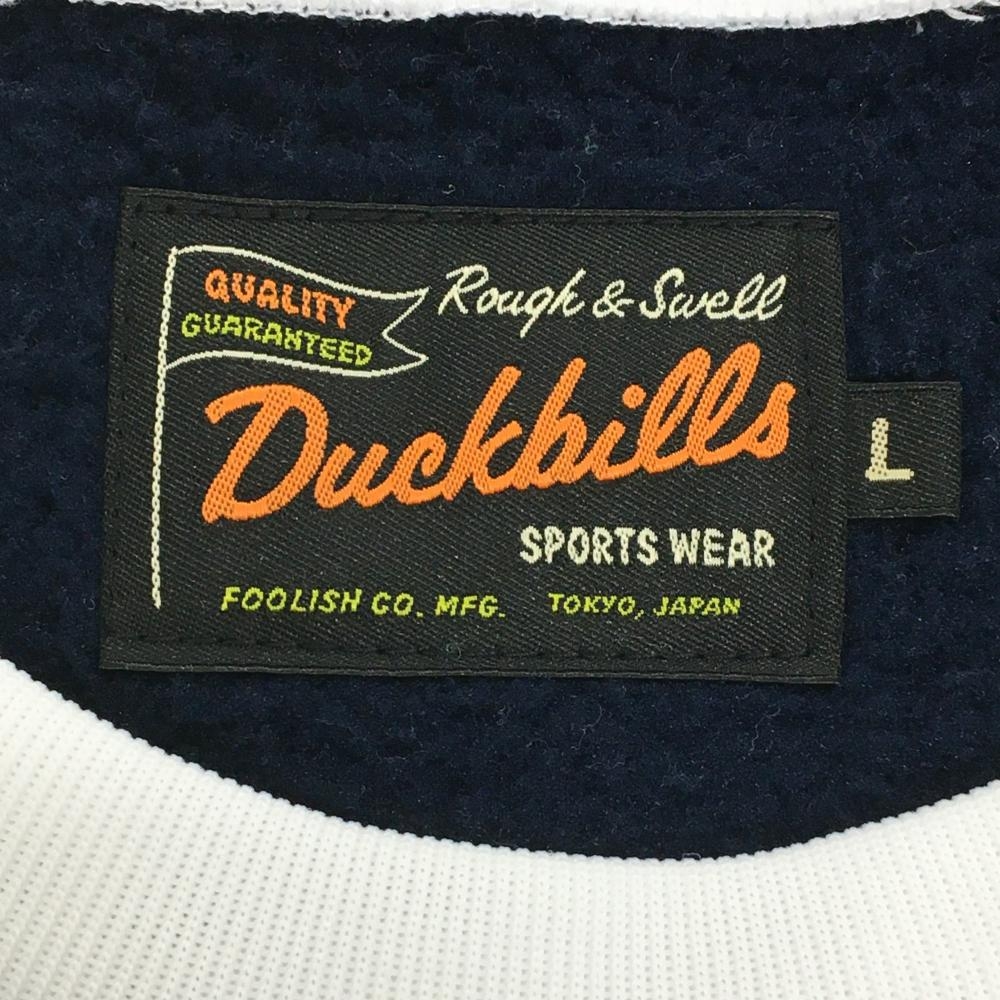 QUALITY
GUARANTEED
Rough & Swell
Duckbills
SPORTS WEAR
FOOLISH CO. MFG. TOKYO, JAPAN
L